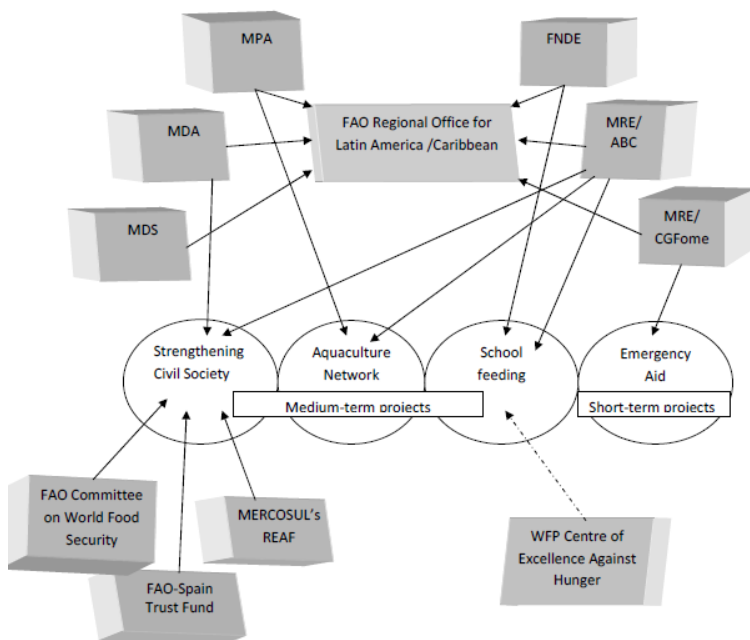 MPA
FNDE
MDA
FAO Regional Office for
Latin America /Caribbean
MRE/
ABC
MDS
MRE/
CGFome
Strengthening
Civil Society
Aquaculture
Network
School
feeding
Emergency
Aid
Medium-term projects
Short-term projects
FAO Committee
on World Food
Security
MERCOSUL's
REAF
FAO-Spain
Trust Fund
WFP Centre of
Excellence Against
Hunger